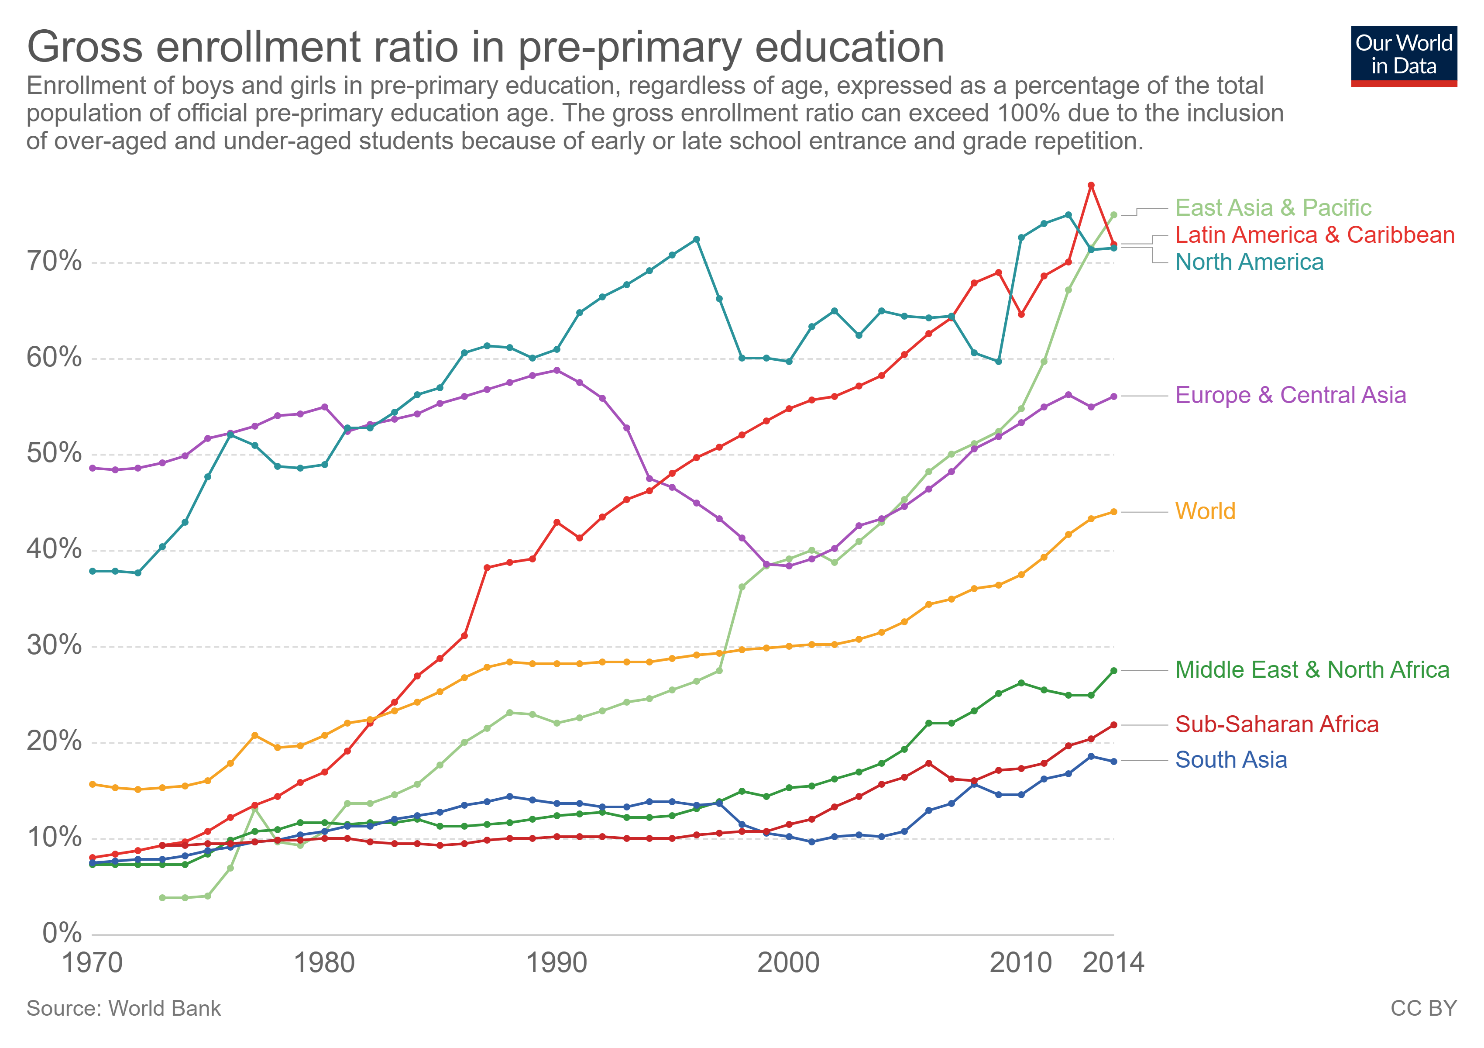 Gross enrollment ratio in pre-primary education
Our World
in Data
Enrollment of boys and girls in pre-primary education, regardless of age, expressed as a percentage of the total
population of official pre-primary education age. The gross enrollment ratio can exceed 100% due to the inclusion
of over-aged and under-aged students because of early or late school entrance and grade repetition.
East Asia & Pacific
Latin America & Caribbean
North America
Europe & Central Asia
World
Middle East & North Africa
Sub-Saharan Africa
South Asia
70%
60%
50%
40%
30%
20%
10%
0%
1970 1980 1990 2000 2010 2014
Source: World Bank
CC BY